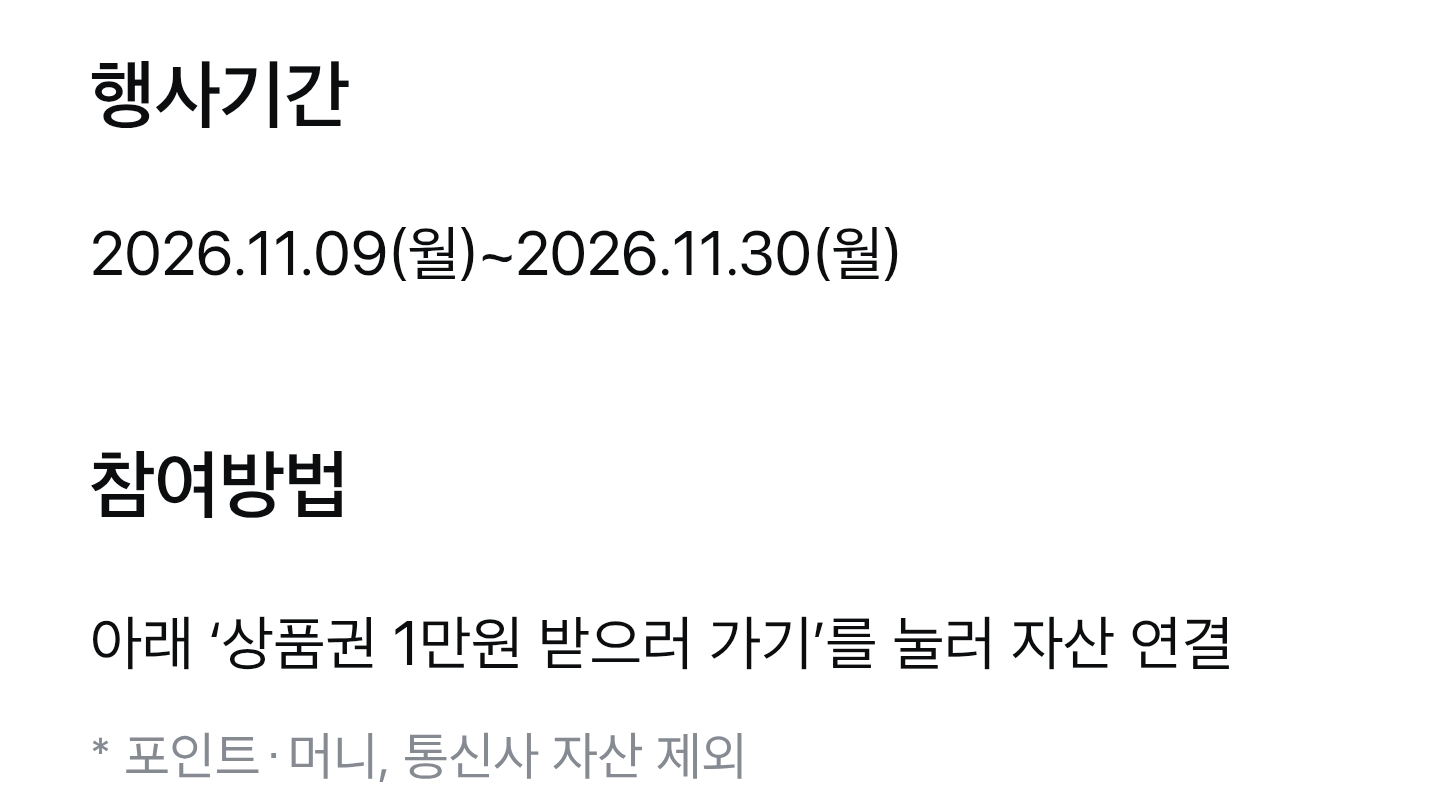 행사기간
2026.11.09(월)~2026.11.30(월)
참여방법
아래 ‘상품권 1만원 받으러 가기’를 눌러 자산 연결
* 포인트·머니, 통신사 자산 제외